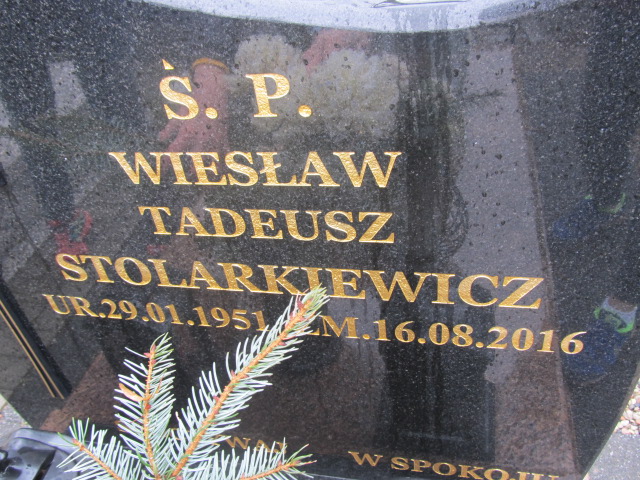 Ś. P.
WIESŁAW
TADEUSZ
STOLARKIEWICZ
UR.29.01.1951 ZM.16.08.2016
W SPOKOJU